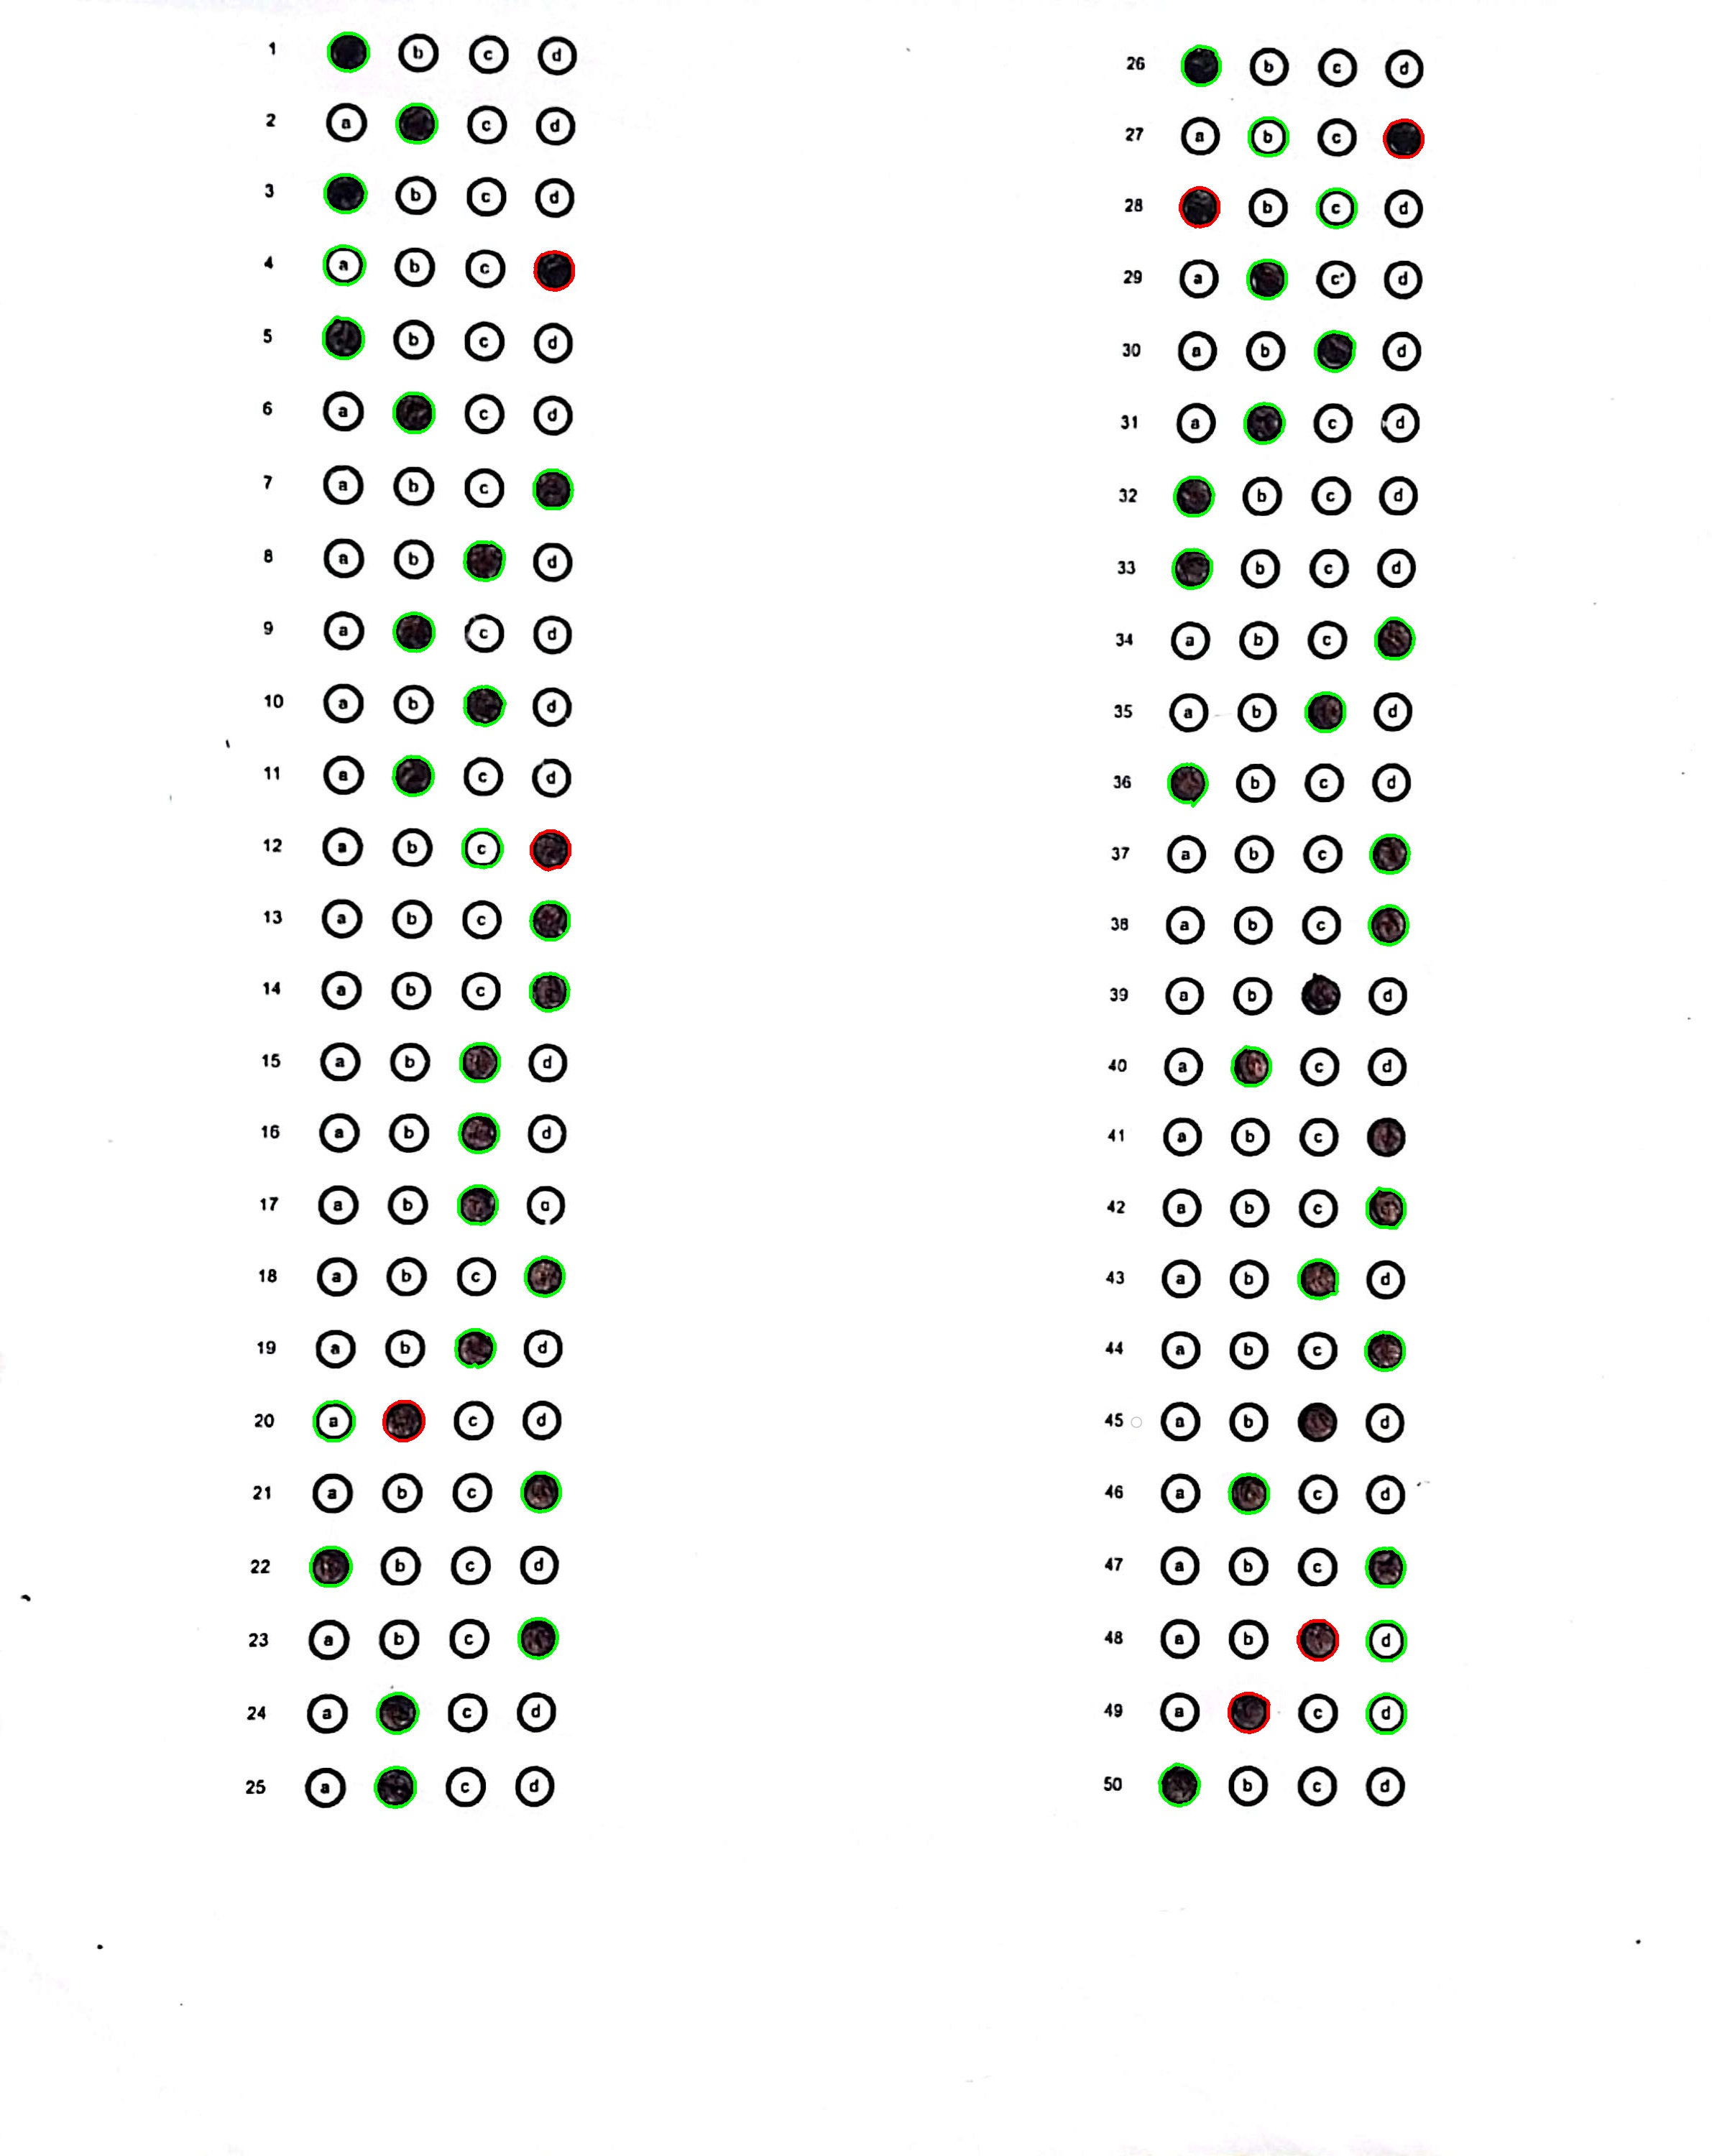 1 b c d
2 a c d
3 b c d
4 a b c
5 b c d
6 a c d
7 a b c
8 a b d
9 a c d
10 a b d
11 a c d
12 a b c
13 a b c
14 a b c
15 a b d
16 a b d
17 a b
18 a b c
19 a b d
20 a c d
21 a b c
22 b c d
23 a b c
24 a c d
25 a c d
26 b c d
27 a b c
28 b c d
29 a c d
30 a b d
31 a c d
32 b c d
33 b c d
34 a b c
35 a b d
36 b c d
37 a b c
38 a b c
39 a b d
40 a c d
41 a b c
42 a b c
43 a b d
44 a b c
45 a b d
46 a c d
47 a b c
48 a b d
49 a c d
50 b c d